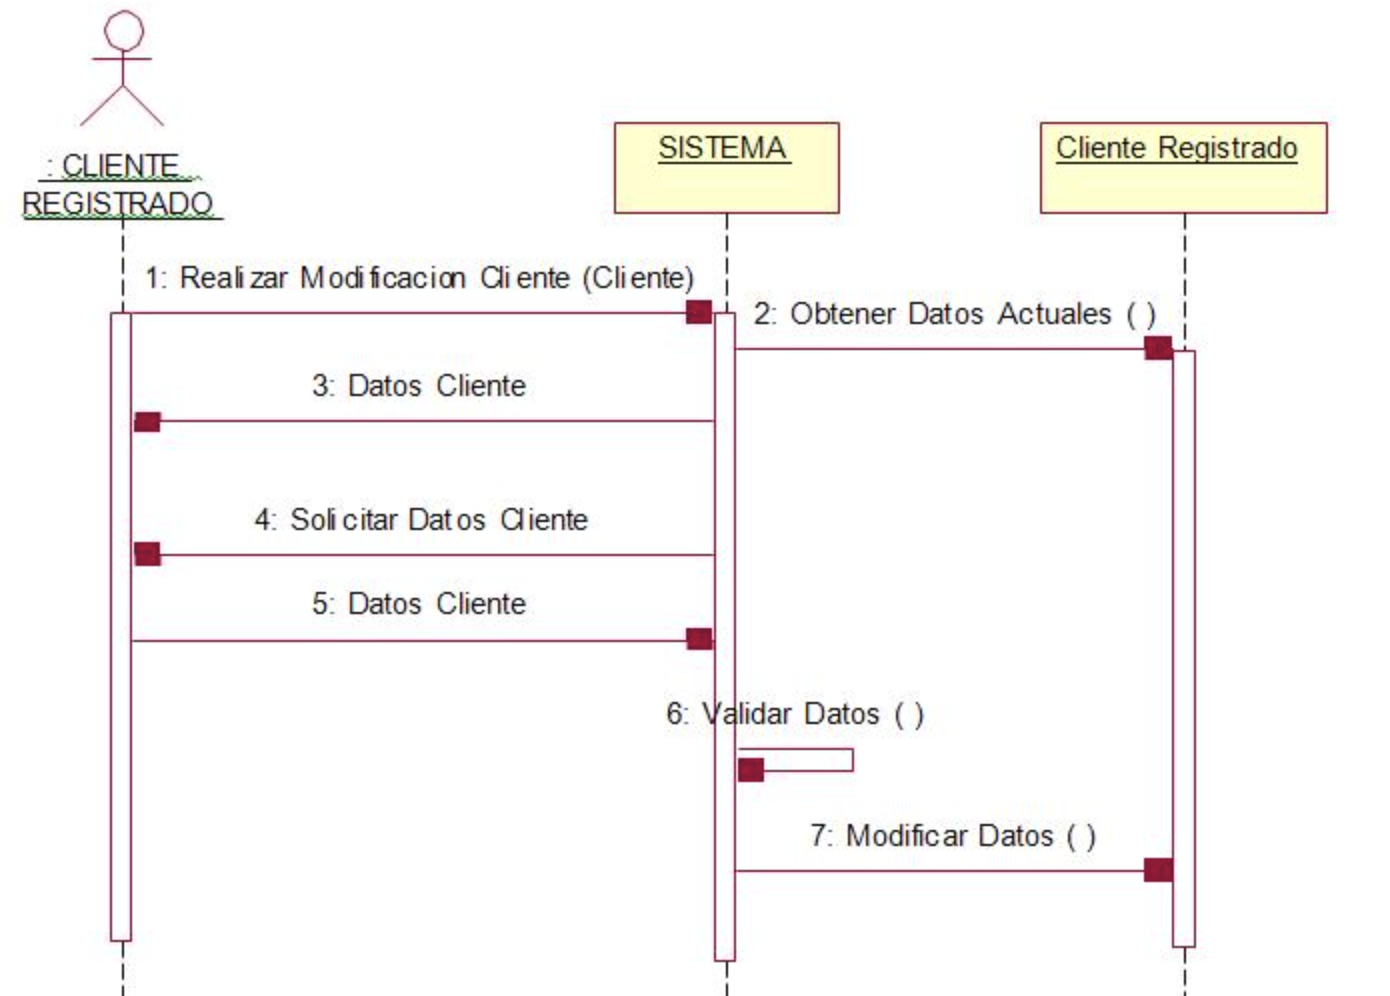 : CLIENTE
REGISTRADO
SISTEMA
Cliente Registrado
1: Realizar Modificacion Cliente (Cliente)
2: Obtener Datos Actuales ( )
3: Datos Cliente
4: Solicitar Datos Cliente
5: Datos Cliente
6: Validar Datos ( )
7: Modificar Datos ( )